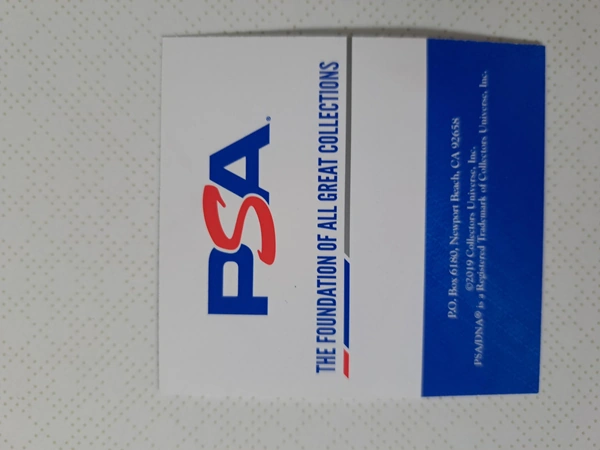 PSA®
THE FOUNDATION OF ALL GREAT COLLECTIONS
P.O. Box 6180, Newport Beach, CA 92658
©2019 Collectors Universe, Inc.
PSA/DNA® is a Registered Trademark of Collectors Universe, Inc.